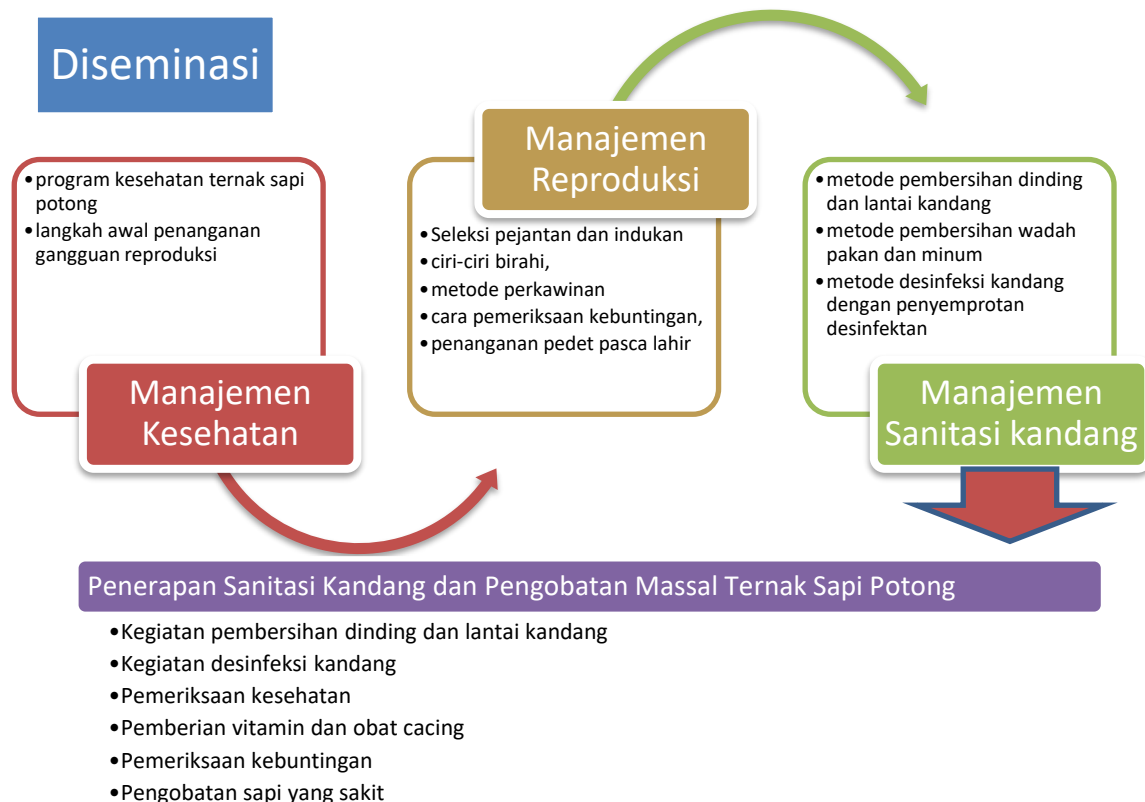 Diseminasi
•program kesehatan ternak sapi
potong
•langkah awal penanganan
gangguan reproduksi
Manajemen
Kesehatan
Manajemen
Reproduksi
•Seleksi pejantan dan indukan
•ciri-ciri birahi,
•metode perkawinan
•cara pemeriksaan kebuntingan,
•penanganan pedet pasca lahir
•metode pembersihan dinding
dan lantai kandang
•metode pembersihan wadah
pakan dan minum
•metode desinfeksi kandang
dengan penyemprotan
desinfektan
Manajemen
Sanitasi kandang
Penerapan Sanitasi Kandang dan Pengobatan Massal Ternak Sapi Potong
•Kegiatan pembersihan dinding dan lantai kandang
•Kegiatan desinfeksi kandang
•Pemeriksaan kesehatan
•Pemberian vitamin dan obat cacing
•Pemeriksaan kebuntingan
•Pengobatan sapi yang sakit